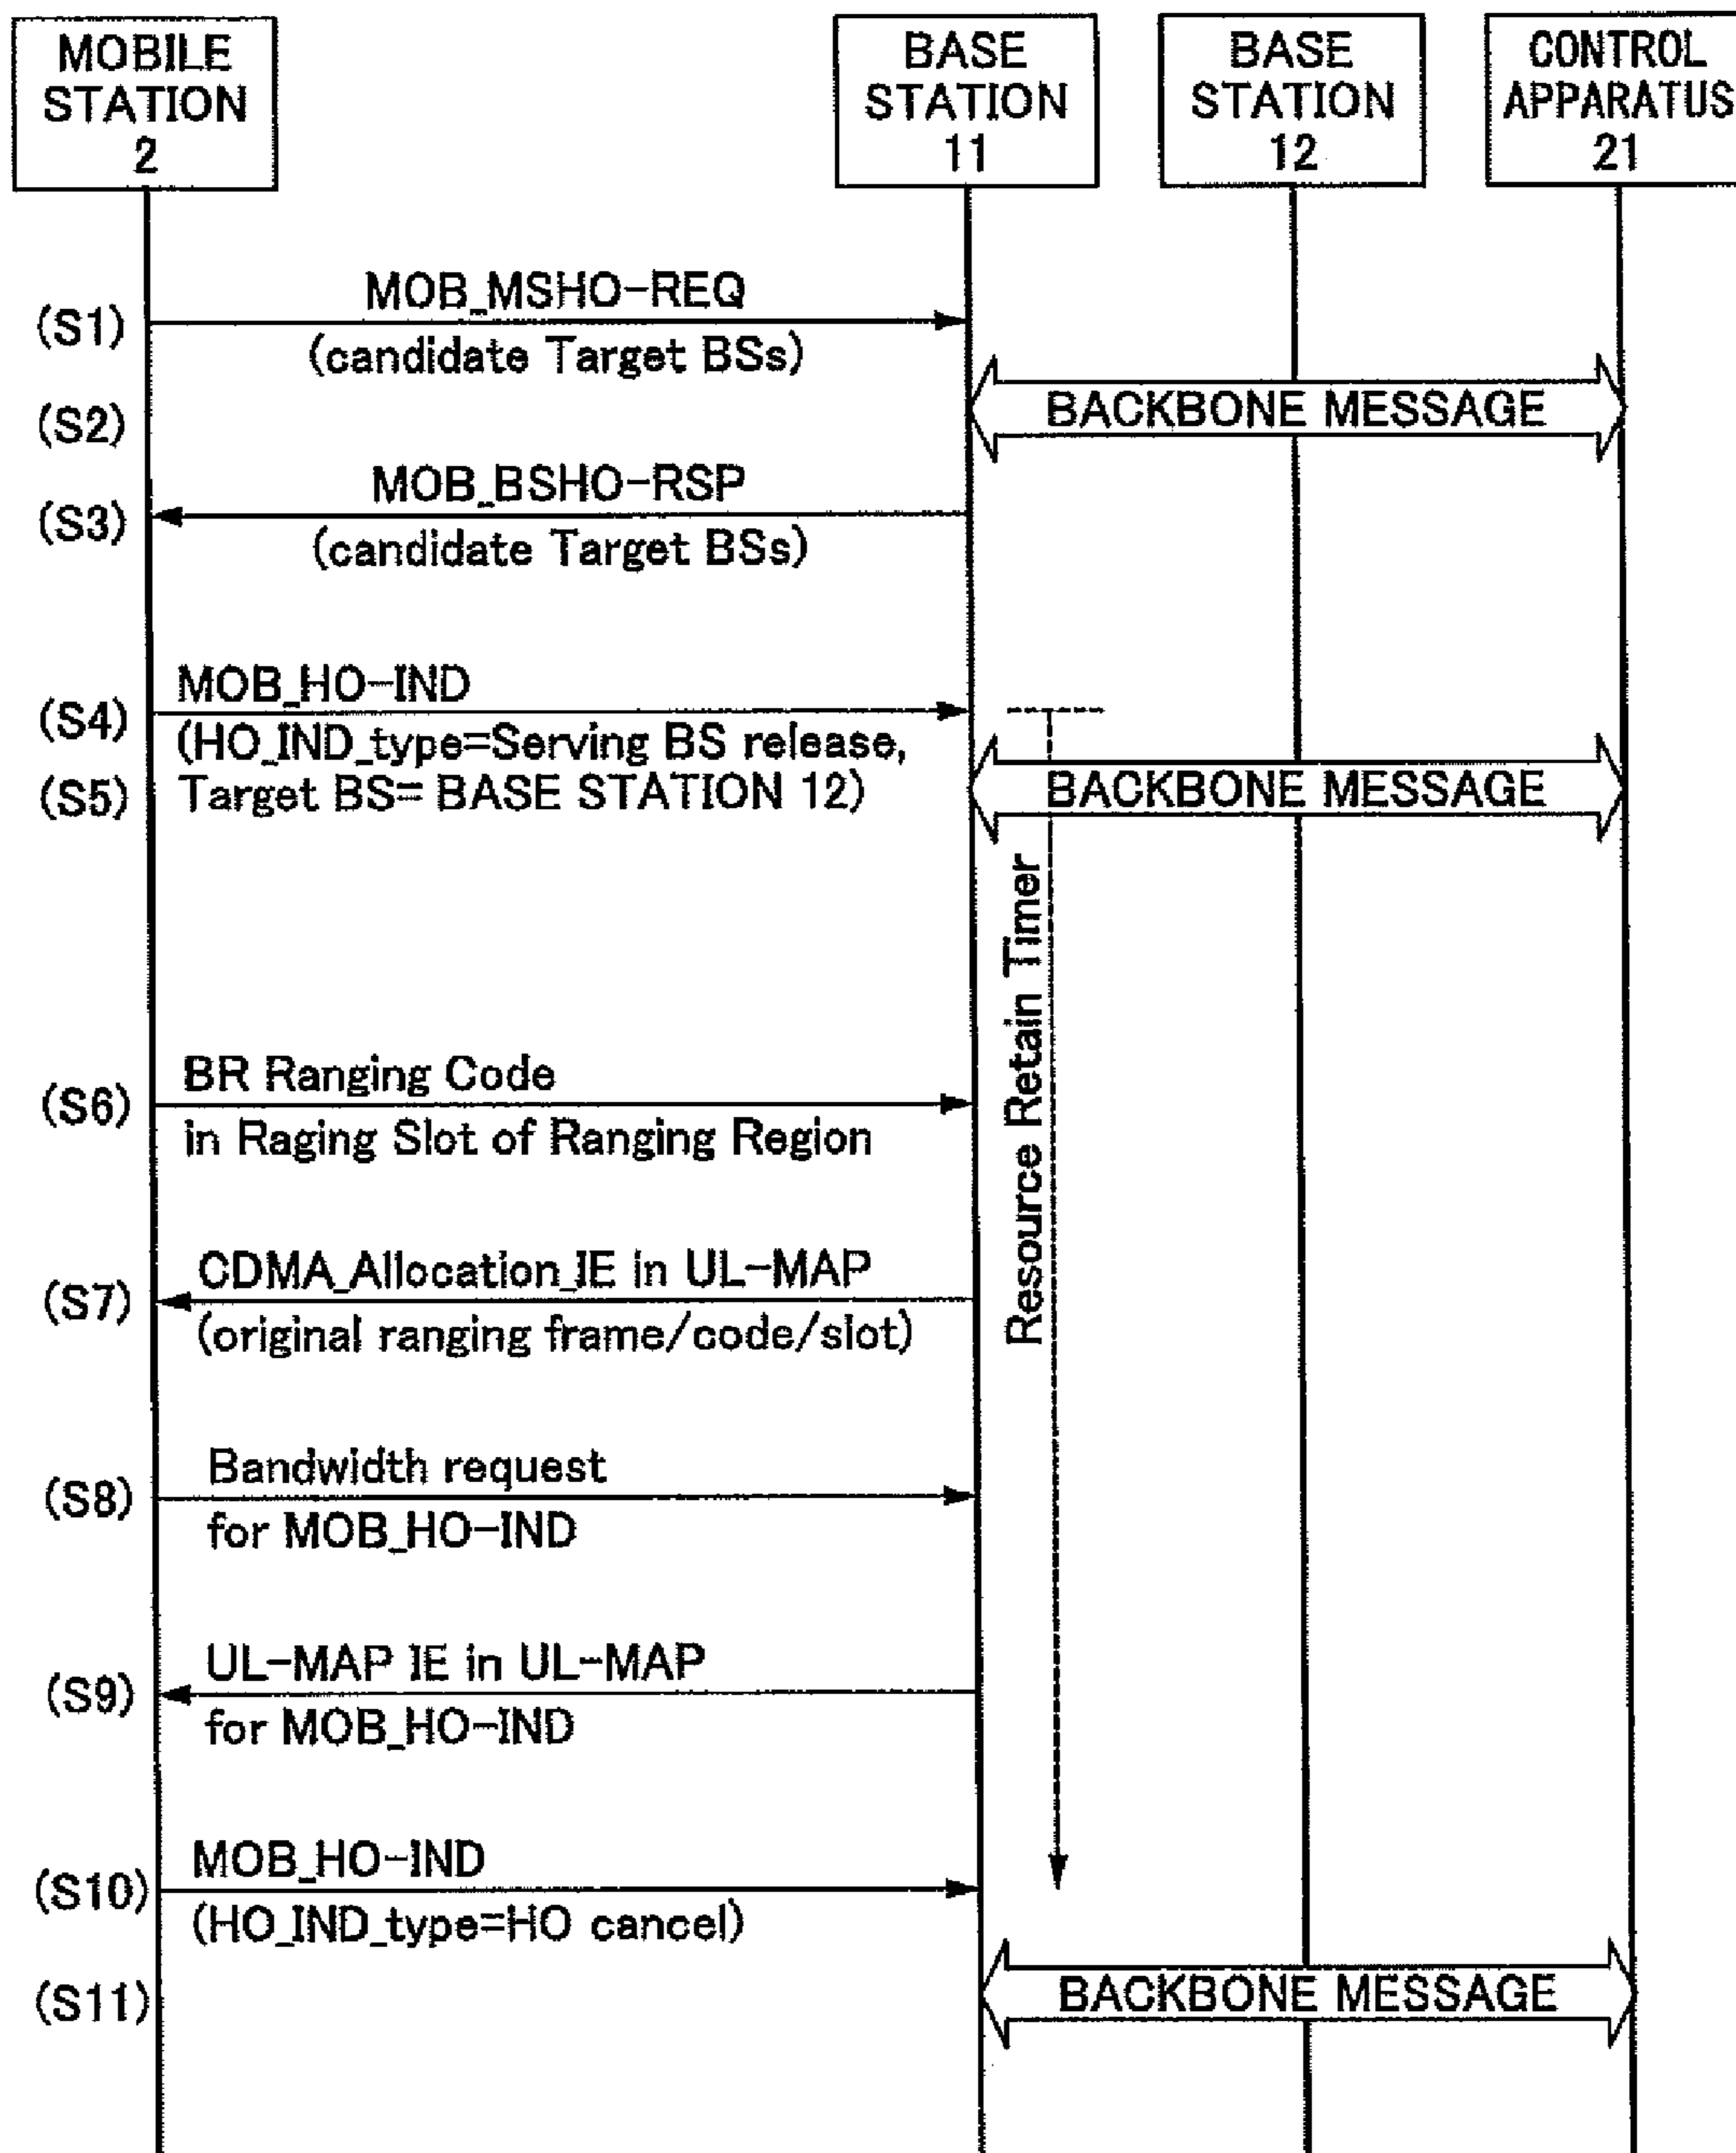 MOBILE
STATION
2
BASE
STATION
11
BASE
STATION
12
CONTROL
APPARATUS
21
(S1)
MOB_MSHO-REQ
(candidate Target BSs)
(S2)
BACKBONE MESSAGE
(S3)
MOB_BSHO-RSP
(candidate Target BSs)
(S4)
MOB_HO-IND
(HO_IND_type=Serving BS release,
(S5)
Target BS= BASE STATION 12)
BACKBONE MESSAGE
Resource Retain Timer
(S6)
BR Ranging Code
in Raging Slot of Ranging Region
(S7)
CDMA_Allocation_IE in UL-MAP
(original ranging frame/code/slot)
(S8)
Bandwidth request
for MOB_HO-IND
(S9)
UL-MAP IE in UL-MAP
for MOB_HO-IND
(S10)
MOB_HO-IND
(HO_IND_type=HO cancel)
(S11)
BACKBONE MESSAGE